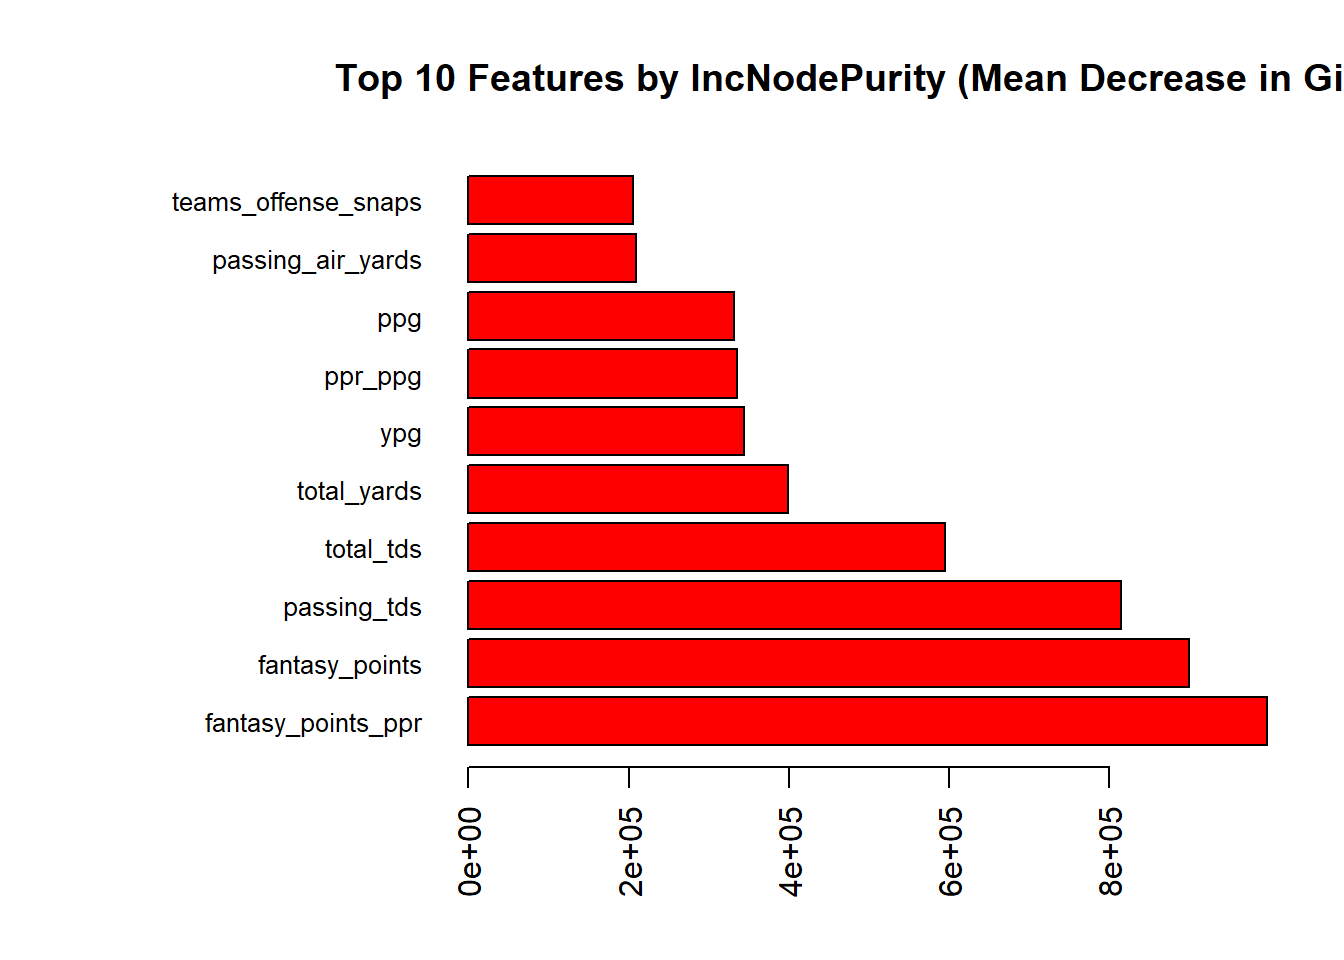 Top 10 Features by IncNodePurity (Mean Decrease in Gi
teams_offense_snaps
passing_air_yards
ppg
ppr_ppg
ypg
total_yards
total_tds
passing_tds
fantasy_points
fantasy_points_ppr
0e+00
2e+05
4e+05
6e+05
8e+05